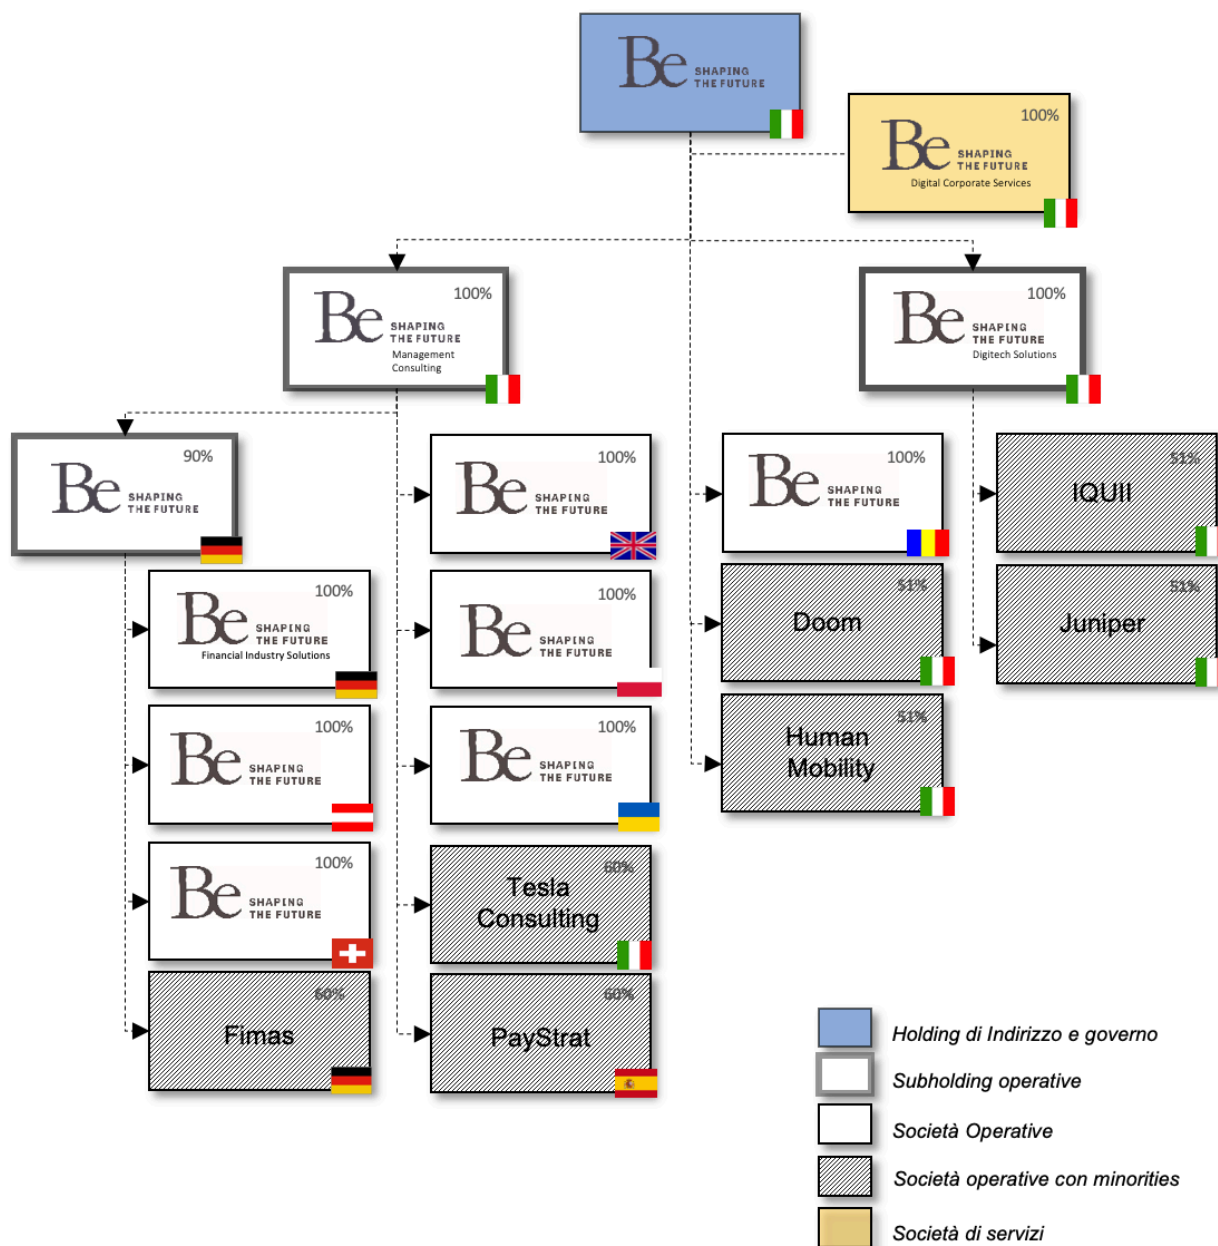 Be SHAPING
THE FUTURE
100%
Be SHAPING
THE FUTURE
Digital Corporate Services
100%
Be SHAPING
THE FUTURE
Management
Consulting
100%
Be SHAPING
THE FUTURE
Digitech Solutions
90%
Be SHAPING
THE FUTURE
100%
Be SHAPING
THE FUTURE
100%
Be SHAPING
THE FUTURE
51%
IQUII
100%
Be SHAPING
THE FUTURE
Financial Industry Solutions
100%
Be SHAPING
THE FUTURE
51%
Doom
51%
Juniper
100%
Be SHAPING
THE FUTURE
100%
Be SHAPING
THE FUTURE
51%
Human
Mobility
100%
Be SHAPING
THE FUTURE
60%
Tesla
Consulting
60%
Fimas
60%
PayStrat
Holding di Indirizzo e governo
Subholding operative
Società Operative
Società operative con minorities
Società di servizi